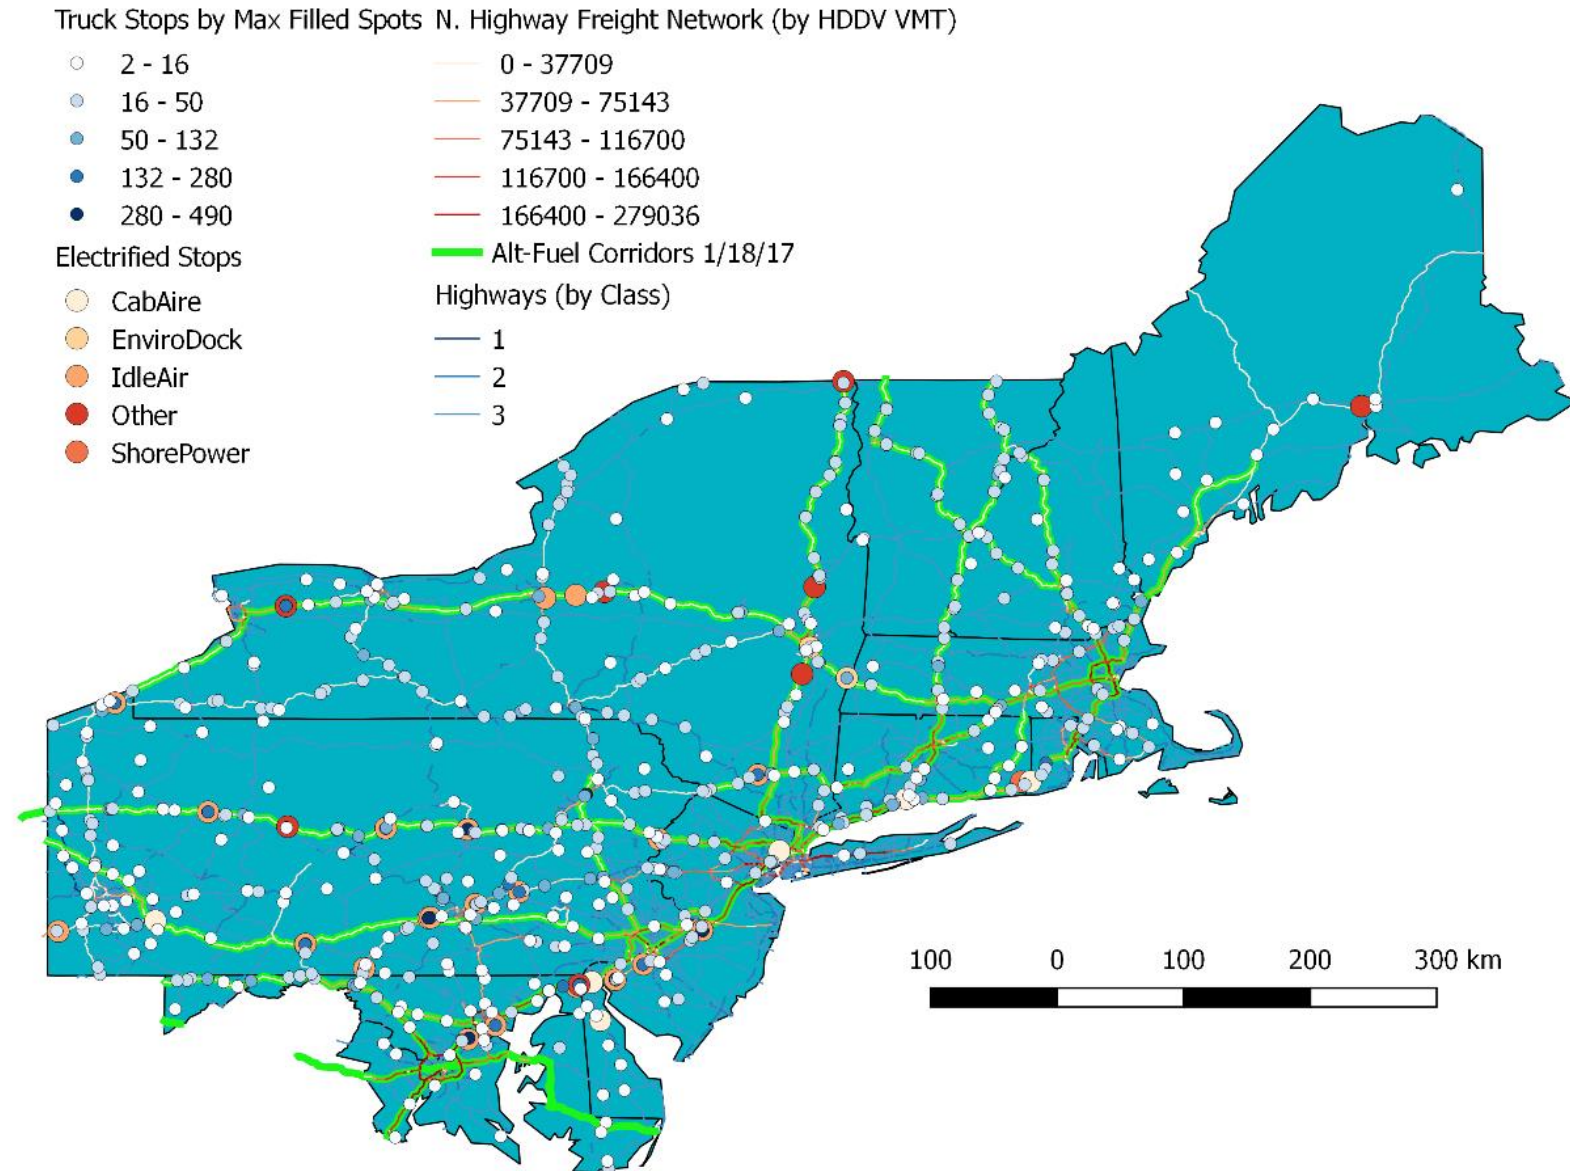 Truck Stops by Max Filled Spots
2 - 16
16 - 50
50 - 132
132 - 280
280 - 490
Electrified Stops
CabAire
EnviroDock
IdleAir
Other
ShorePower
N. Highway Freight Network (by HDDV VMT)
0 - 37709
37709 - 75143
75143 - 116700
116700 - 166400
166400 - 279036
Alt-Fuel Corridors 1/18/17
Highways (by Class)
1
2
3
100 0 100 200 300 km